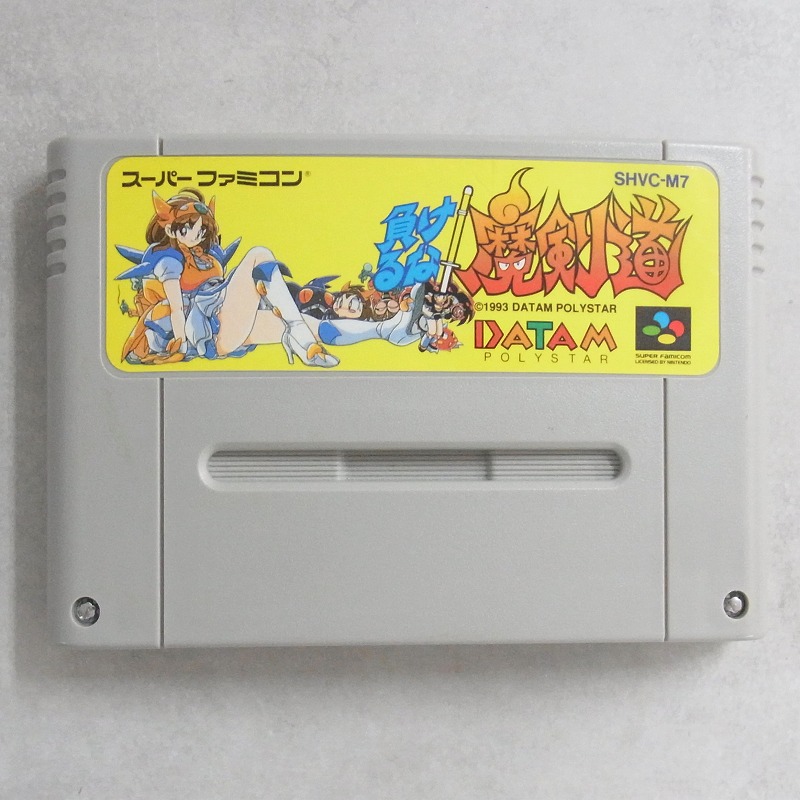 スーパーファミコン®
SHVC-M7
負けるな
魔剣道
©1993 DATAM POLYSTAR
DATAM
POLYSTAR
SUPER FAMICOM
LICENSED BY NINTENDO